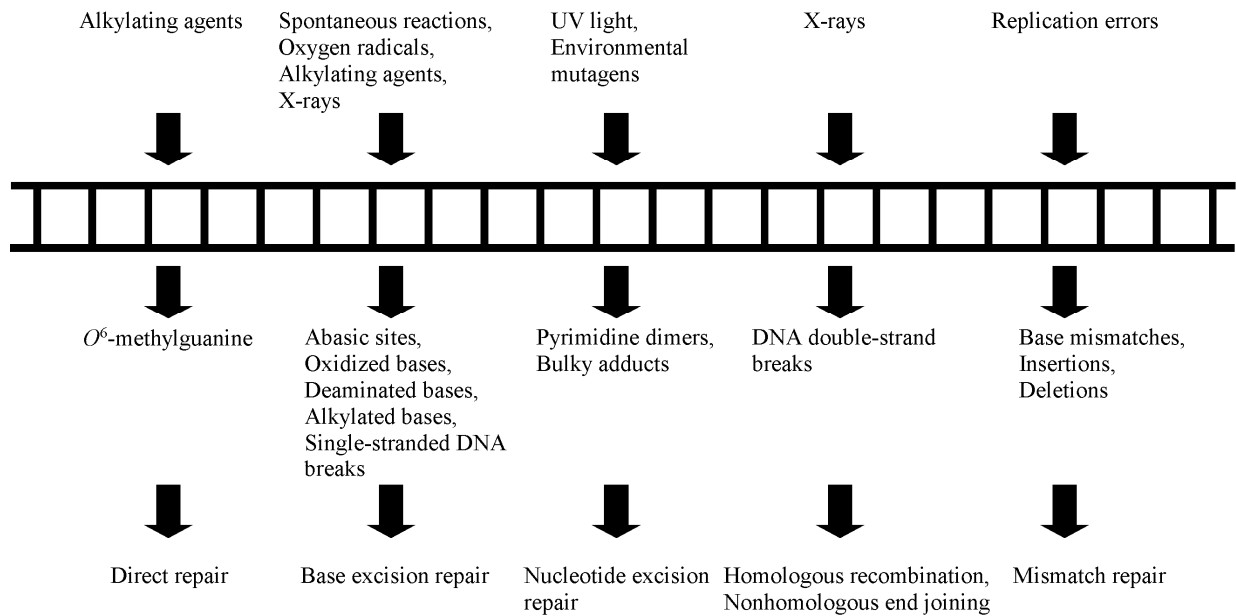 Alkylating agents
Spontaneous reactions,
Oxygen radicals,
Alkylating agents,
X-rays
UV light,
Environmental
mutagens
X-rays
Replication errors
O⁶-methylguanine
Abasic sites,
Oxidized bases,
Deaminated bases,
Alkylated bases,
Single-stranded DNA
breaks
Pyrimidine dimers,
Bulky adducts
DNA double-strand
breaks
Base mismatches,
Insertions,
Deletions
Direct repair
Base excision repair
Nucleotide excision
repair
Homologous recombination,
Nonhomologous end joining
Mismatch repair